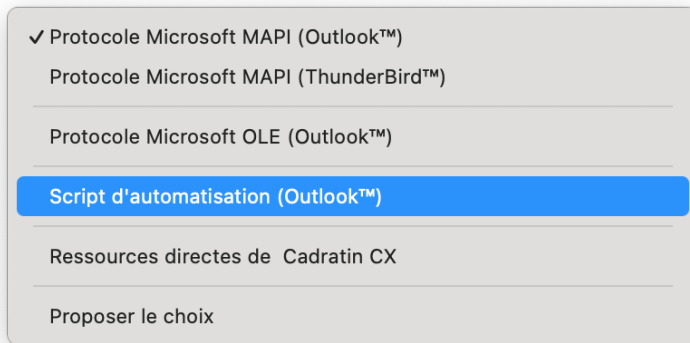 ✓ Protocole Microsoft MAPI (Outlook™)
Protocole Microsoft MAPI (ThunderBird™)
Protocole Microsoft OLE (Outlook™)
Script d'automatisation (Outlook™)
Ressources directes de  Cadratin CX
Proposer le choix